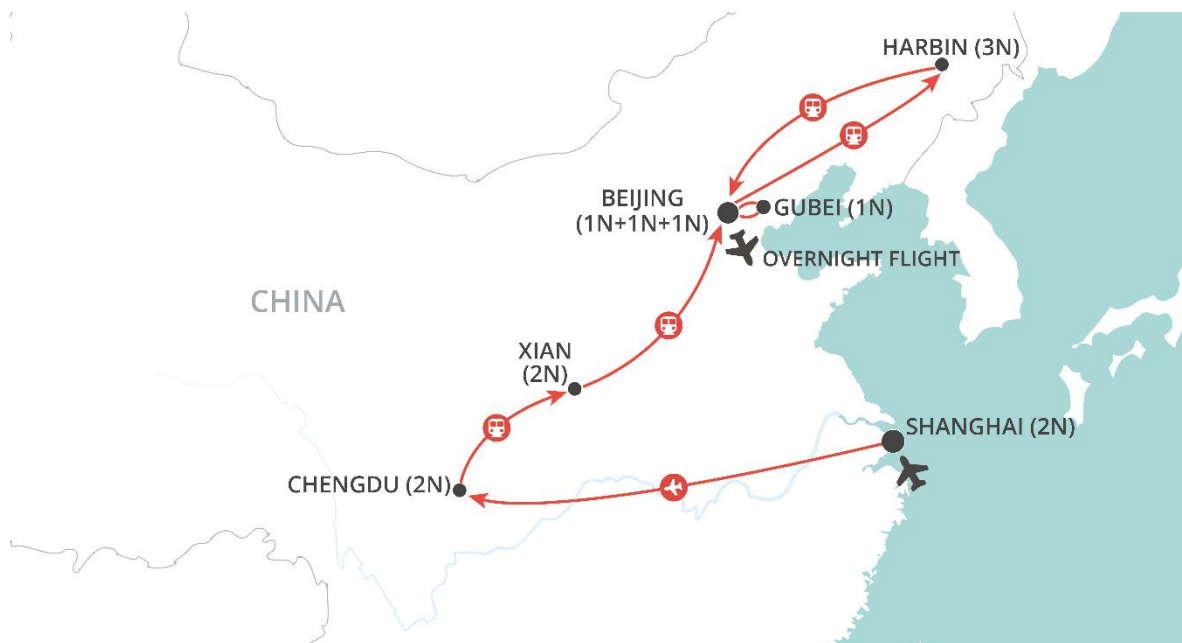 HARBIN (3N)
BEIJING
(1N+1N+1N)
GUBEI (1N)
OVERNIGHT FLIGHT
CHINA
XIAN
(2N)
SHANGHAI (2N)
CHENGDU (2N)